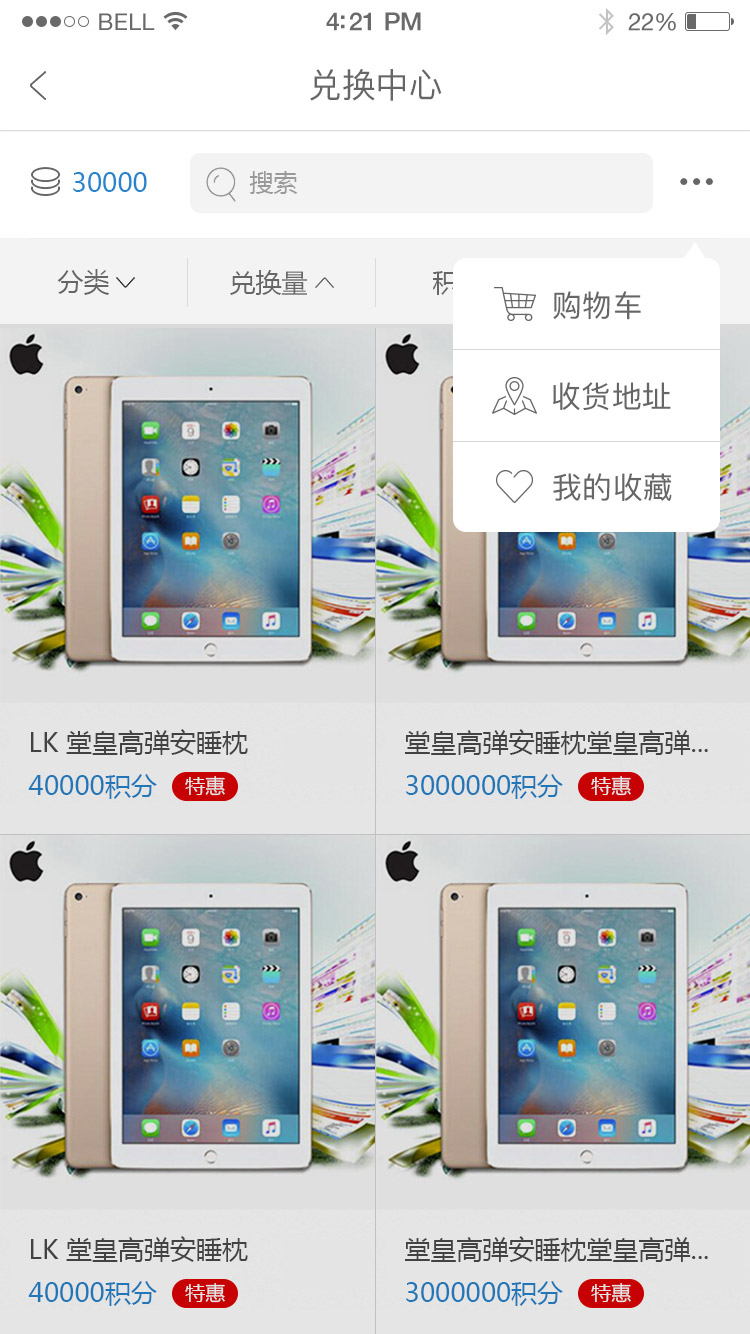 BELL 4:21 PM 22%
兑换中心
30000 搜索
分类 兑换量 积
购物车
收货地址
我的收藏
LK 堂皇高弹安睡枕
40000积分 特惠
堂皇高弹安睡枕堂皇高弹...
3000000积分 特惠
LK 堂皇高弹安睡枕
40000积分 特惠
堂皇高弹安睡枕堂皇高弹...
3000000积分 特惠